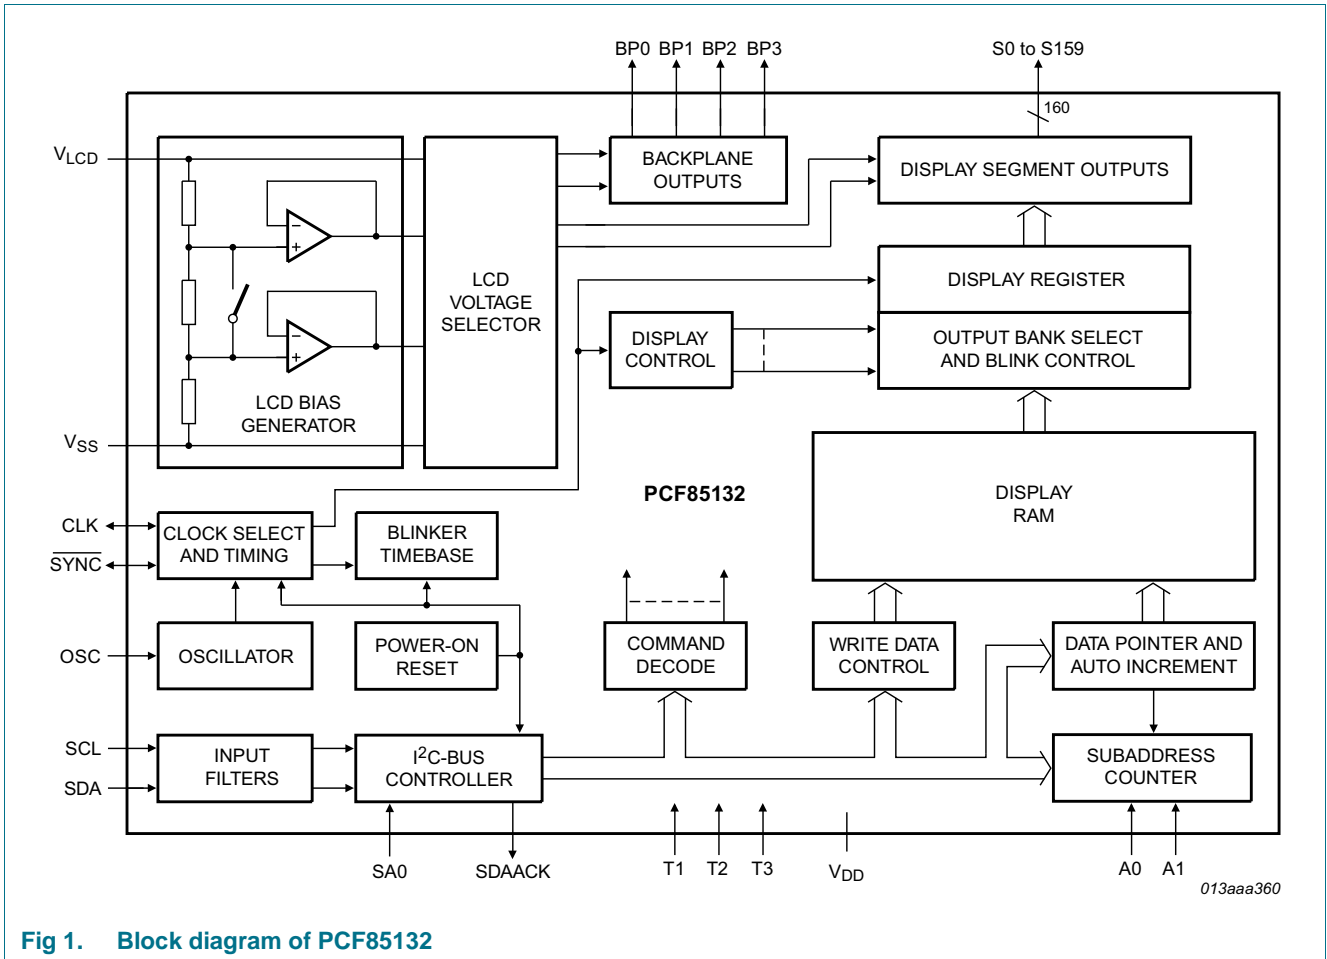 BP0 BP1 BP2 BP3
S0 to S159
160
VLCD
BACKPLANE
OUTPUTS
DISPLAY SEGMENT OUTPUTS
−
+
−
+
LCD
VOLTAGE
SELECTOR
DISPLAY REGISTER
DISPLAY
CONTROL
OUTPUT BANK SELECT
AND BLINK CONTROL
LCD BIAS
GENERATOR
VSS
PCF85132
DISPLAY
RAM
CLK
SYNC
CLOCK SELECT
AND TIMING
BLINKER
TIMEBASE
OSC
OSCILLATOR
POWER-ON
RESET
COMMAND
DECODE
WRITE DATA
CONTROL
DATA POINTER AND
AUTO INCREMENT
SCL
SDA
INPUT
FILTERS
I2C-BUS
CONTROLLER
SUBADDRESS
COUNTER
SA0
SDAACK
T1
T2
T3
VDD
A0
A1
013aaa360
Fig 1. Block diagram of PCF85132